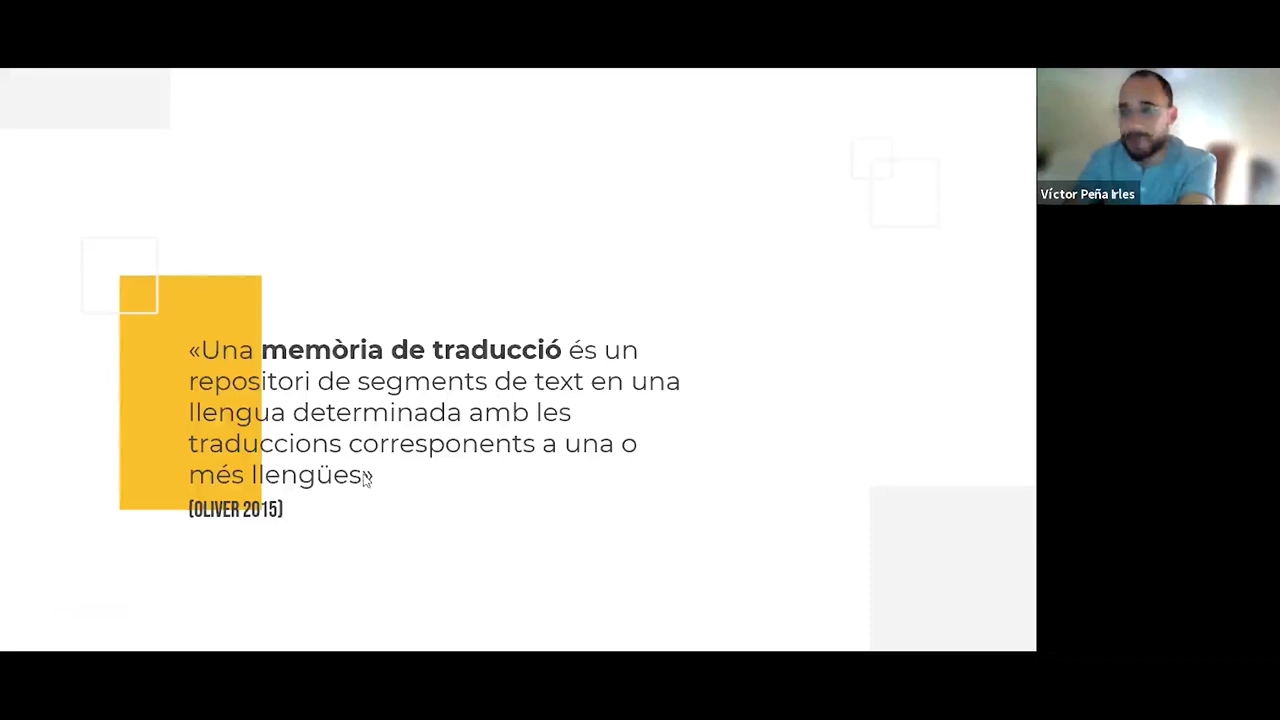 «Una memòria de traducció és un
repositori de segments de text en una
llengua determinada amb les
traduccions corresponents a una o
més llengües»
(OLIVER 2015)
Víctor Peña Irles